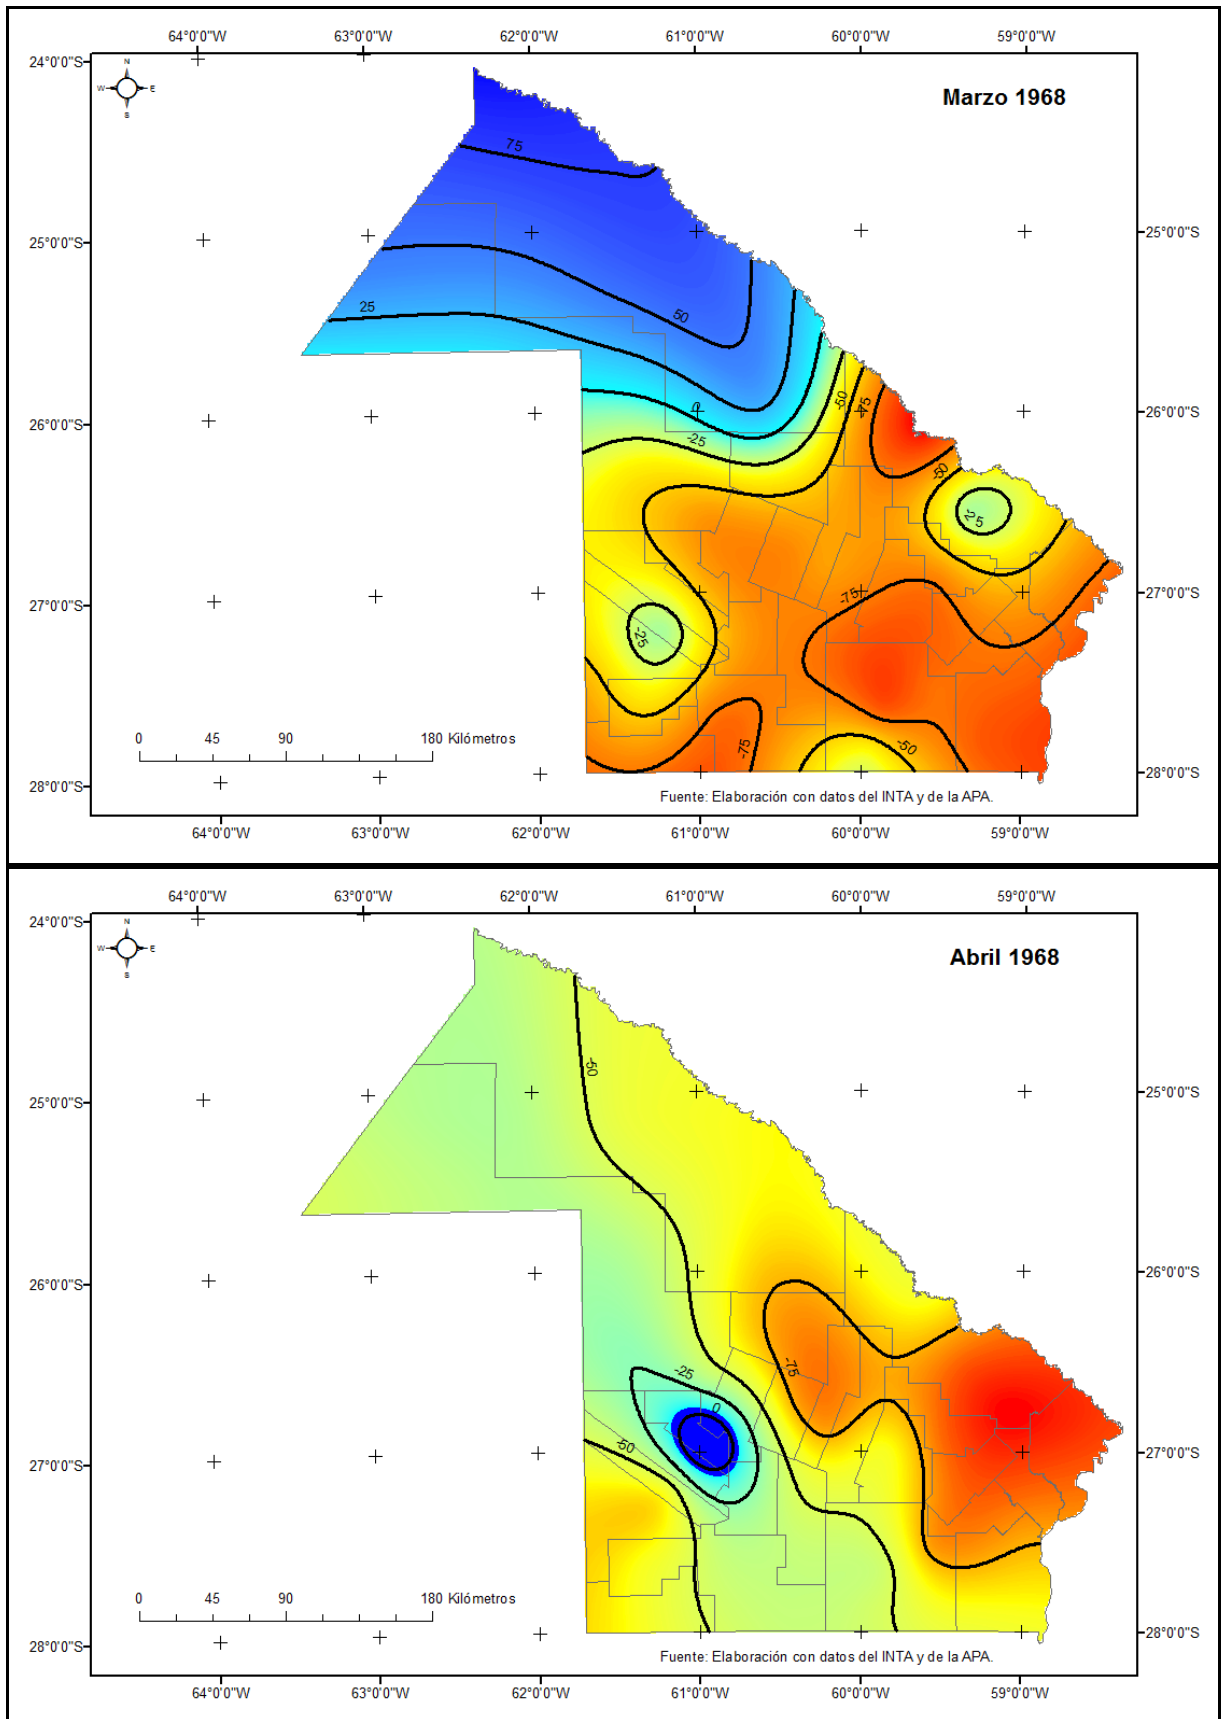 64°0'0"W 63°0'0"W 62°0'0"W 61°0'0"W 60°0'0"W 59°0'0"W
24°0'0"S
N
W E
S
Marzo 1968
75
25°0'0"S 25°0'0"S
25
50
0
26°0'0"S -50 -75 26°0'0"S
-25
-50
-25
27°0'0"S -75 27°0'0"S
-25
0 45 90 180 Kilómetros
-75 -50
28°0'0"S 28°0'0"S
Fuente: Elaboración con datos del INTA y de la APA.
64°0'0"W 63°0'0"W 62°0'0"W 61°0'0"W 60°0'0"W 59°0'0"W
64°0'0"W 63°0'0"W 62°0'0"W 61°0'0"W 60°0'0"W 59°0'0"W
24°0'0"S
N
W E
S
Abril 1968
-50
25°0'0"S 25°0'0"S
26°0'0"S 26°0'0"S
-75
-25
0
-50
27°0'0"S 27°0'0"S
0 45 90 180 Kilómetros
28°0'0"S 28°0'0"S
Fuente: Elaboración con datos del INTA y de la APA.
64°0'0"W 63°0'0"W 62°0'0"W 61°0'0"W 60°0'0"W 59°0'0"W